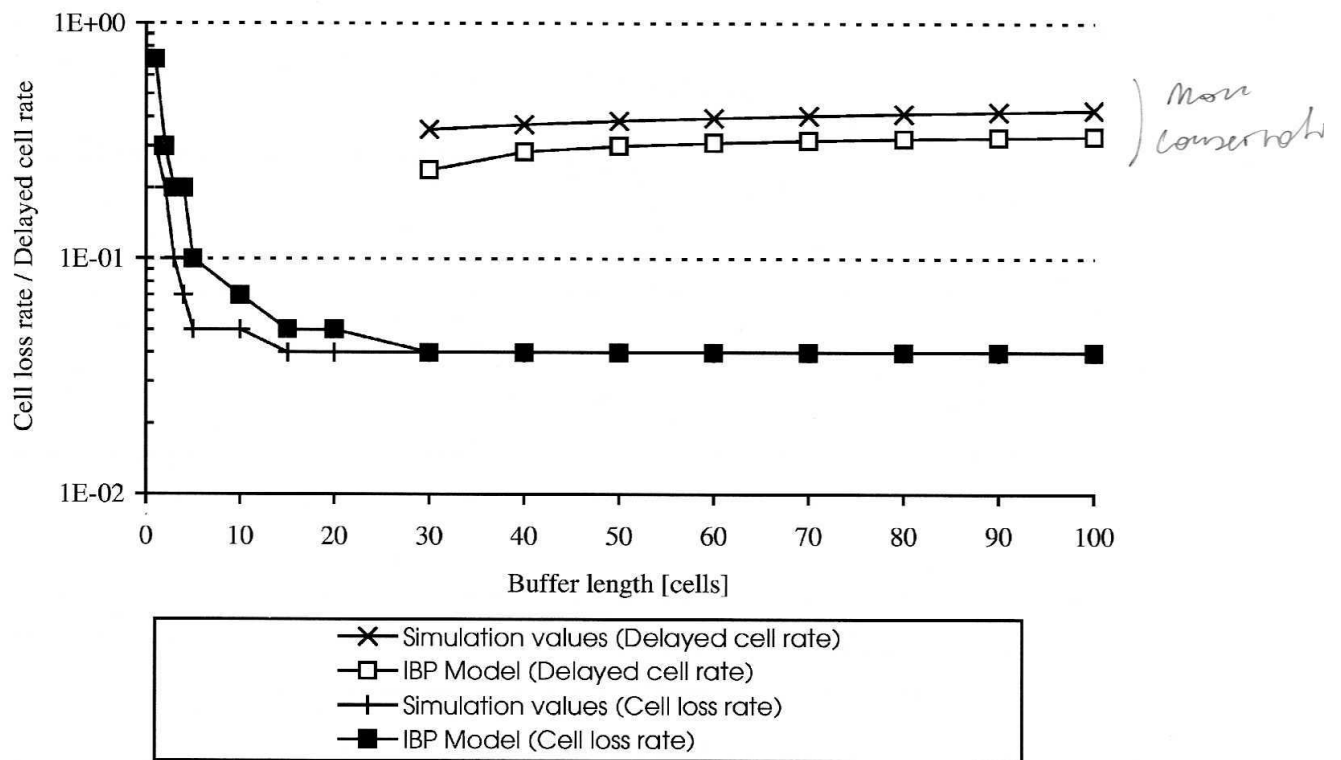 1E+00
1E-01
1E-02
Cell loss rate / Delayed cell rate
0 10 20 30 40 50 60 70 80 90 100
Buffer length [cells]
Simulation values (Delayed cell rate)
IBP Model (Delayed cell rate)
Simulation values (Cell loss rate)
IBP Model (Cell loss rate)